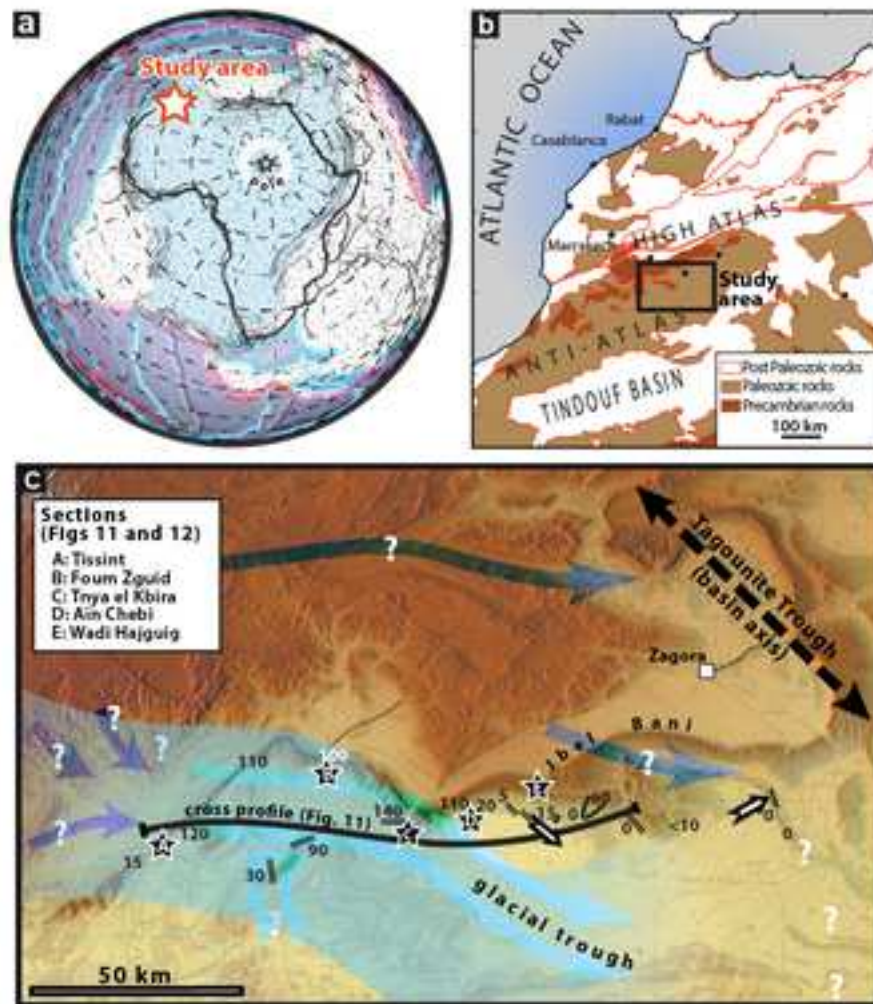 a
Study area
Pole
b
ATLANTIC OCEAN
Rabat
Casablanca
Marrakech
HIGH ATLAS
Study
area
ANTI-ATLAS
TINDOUF BASIN
Post Paleozoic rocks
Paleozoic rocks
Precambrian rocks
100 km
c
Sections
(Figs 11 and 12)
A: Tissint
B: Foum Zguid
C: Tnya el Kbira
D: Aïn Chebi
E: Wadi Hajguig
?
Tagounite Trough
(basin axis)
Zagora
Jbel Bani
?
?
?
?
?
110
cross profile (Fig. 11)
140
110
20
0
0
<10
0
0
120
35
90
30
?
?
?
?
glacial trough
50 km